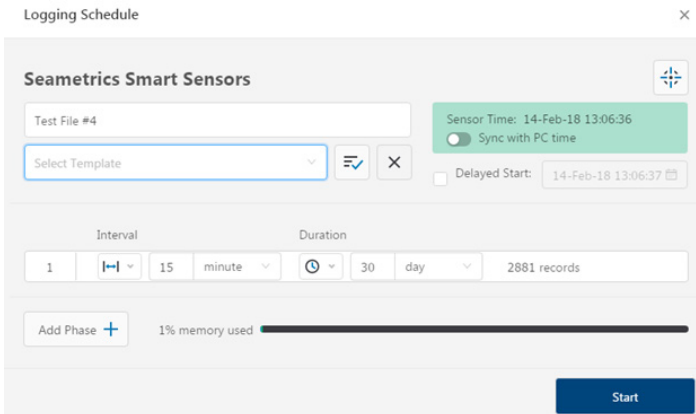 Logging Schedule
Seametrics Smart Sensors
Test File #4
Sensor Time: 14-Feb-18 13:06:36
Sync with PC time
Select Template
Delayed Start: 14-Feb-18 13:06:37
Interval Duration
1 15 minute 30 day 2881 records
Add Phase + 1% memory used
Start